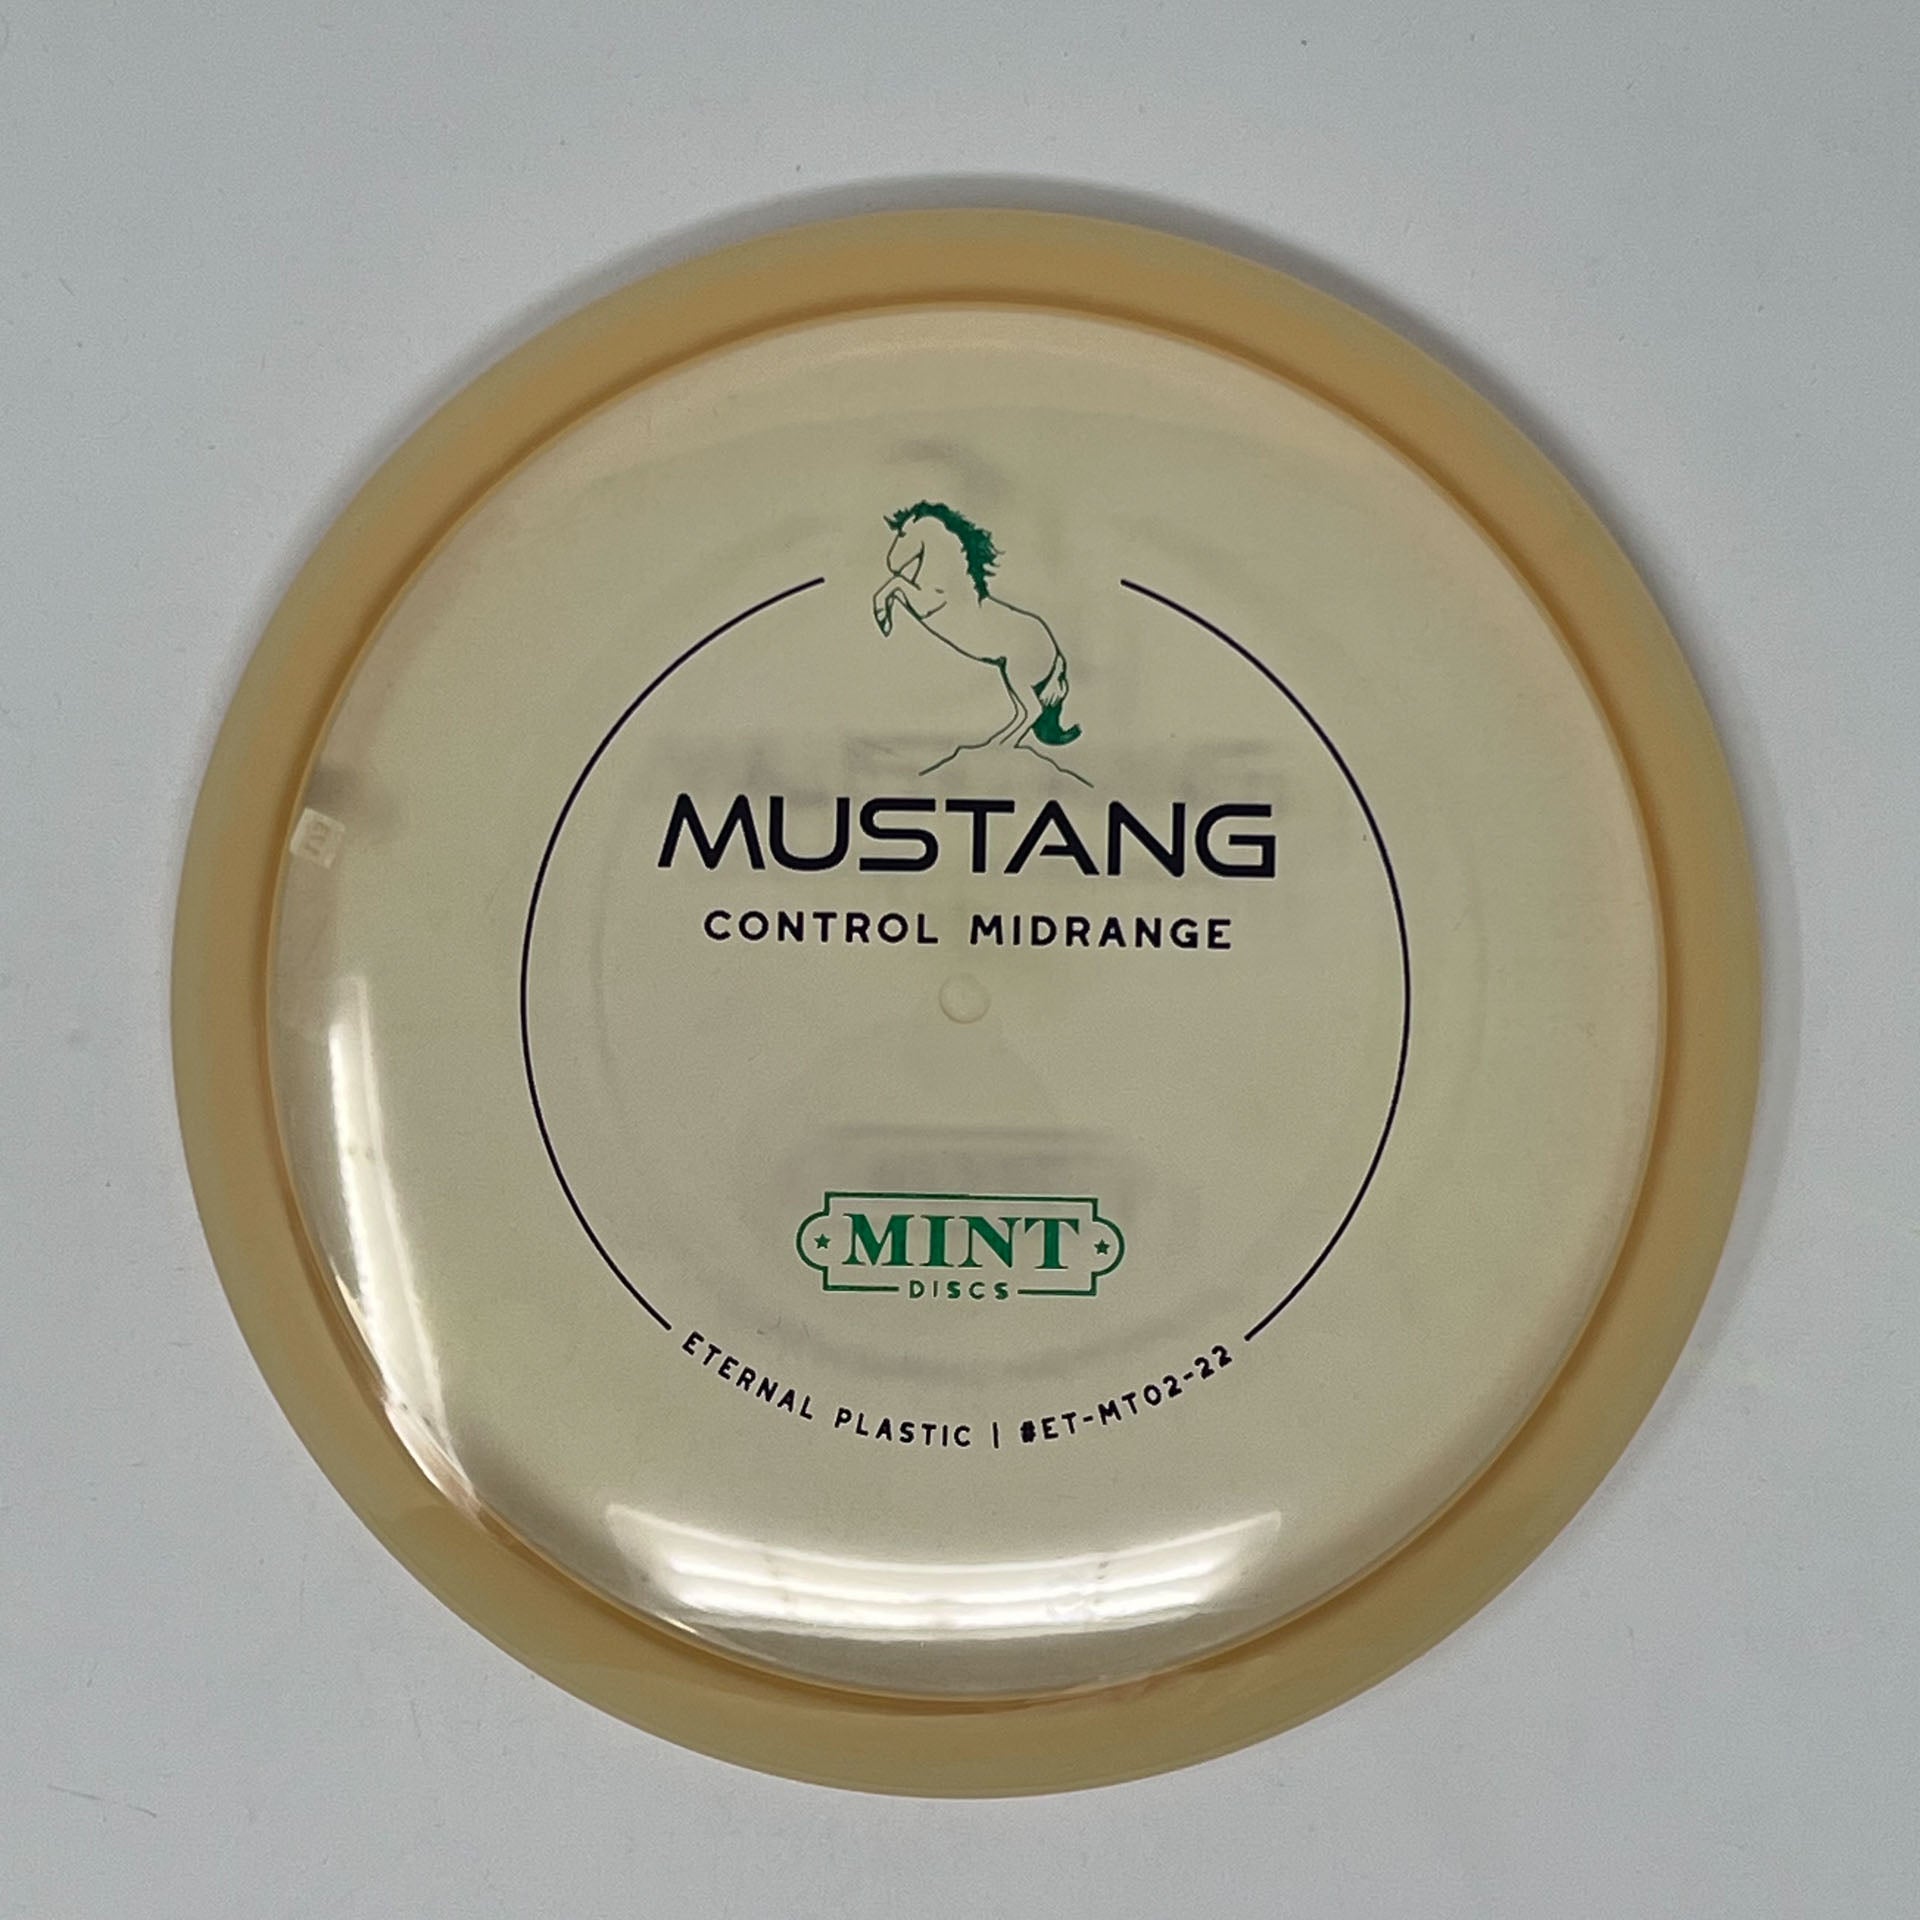 MUSTANG
CONTROL MIDRANGE
MINT
DISCS
ETERNAL PLASTIC | #ET-MT02-22